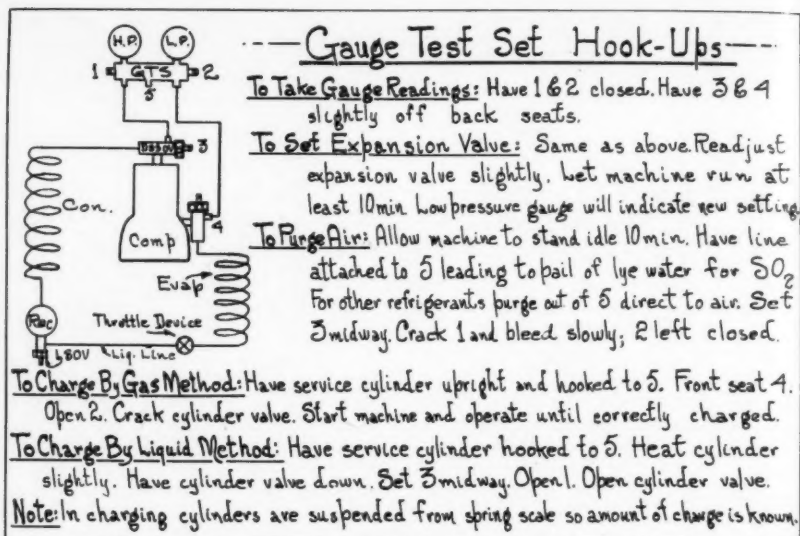 H.P. L.P.
---Gauge Test Set Hook-Ups---
1 GTS 2
5
To Take Gauge Readings: Have 1 & 2 closed. Have 3 & 4
slightly off back seats.
3
To Set Expansion Valve: Same as above. Readjust
expansion valve slightly. Let machine run at
least 10 min Low pressure gauge will indicate new setting
Con.
4
Comp
To Purge Air: Allow machine to stand idle 10 min. Have line
attached to 5 leading to pail of lye water for SO2
For other refrigerants purge out of 5 direct to air. Set
3 midway. Crack 1 and bleed slowly; 2 left closed.
Evap
Throttle Device
Rec
Liq. Line
To Charge By Gas Method: Have service cylinder upright and hooked to 5. Front seat 4.
Open 2. Crack cylinder valve. Start machine and operate until correctly charged.
To Charge By Liquid Method: Have service cylinder hooked to 5. Heat cylinder
slightly. Have cylinder valve down. Set 3 midway. Open 1. Open cylinder valve.
Note: In charging cylinders are suspended from spring scale so amount of charge is known.